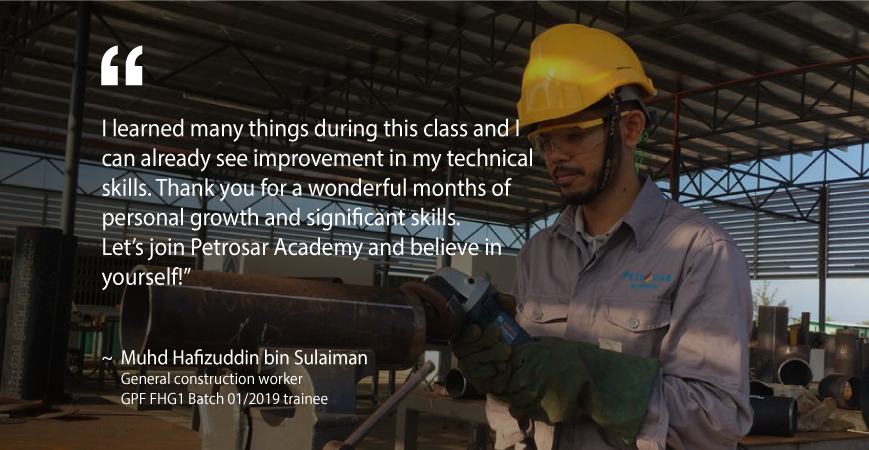 “
I learned many things during this class and I
can already see improvement in my technical
skills. Thank you for a wonderful months of
personal growth and significant skills.
Let’s join Petrosar Academy and believe in
yourself!”
~ Muhd Hafizuddin bin Sulaiman
General construction worker
GPF FHG1 Batch 01/2019 trainee